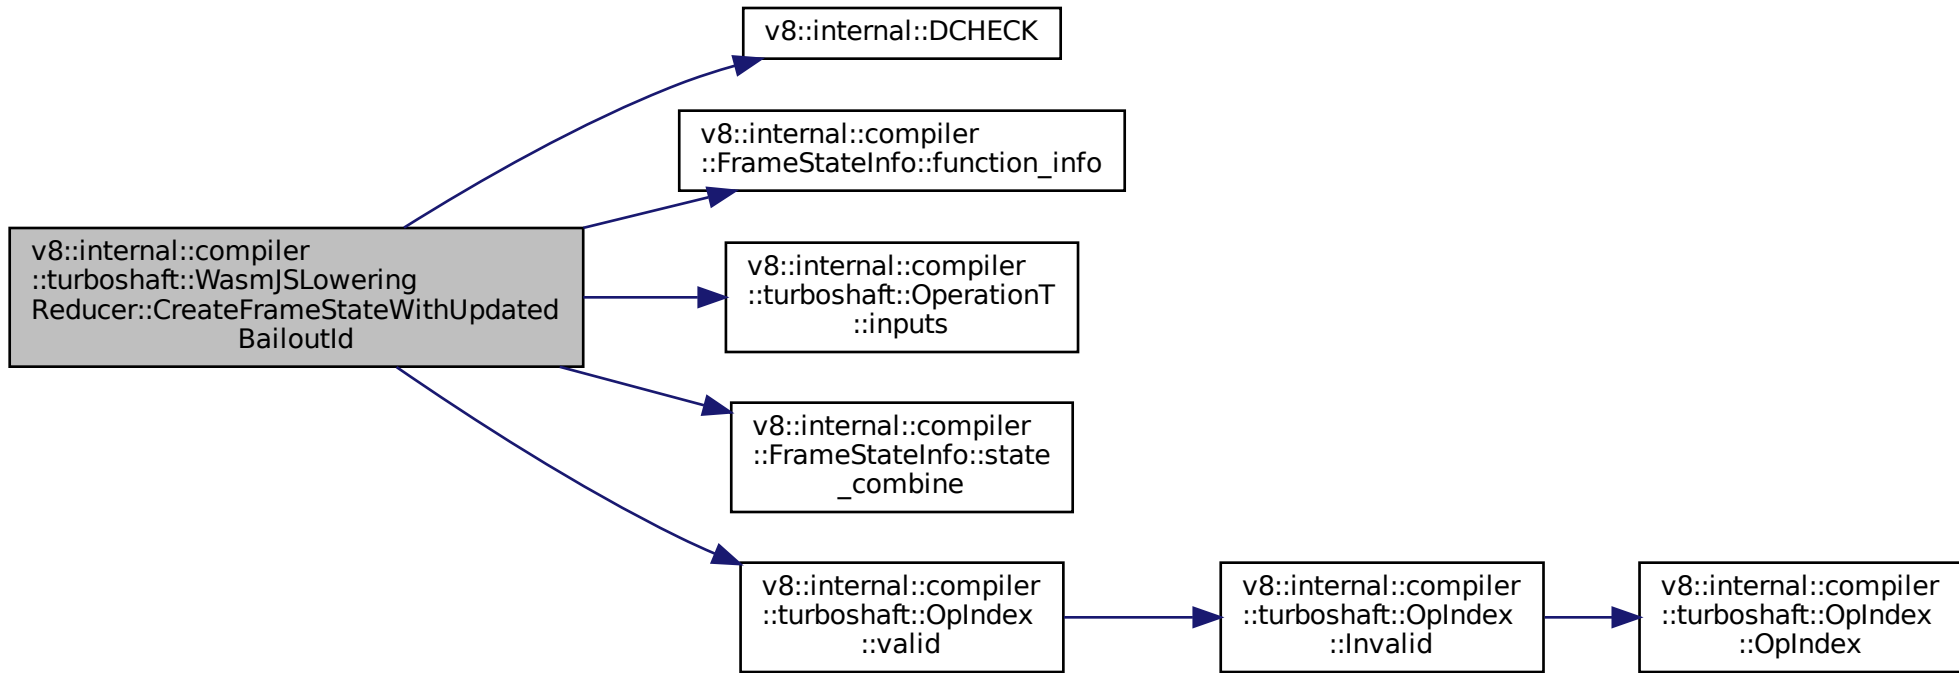 v8::internal::DCHECK
v8::internal::compiler
::FrameStateInfo::function_info
v8::internal::compiler
::turboshaft::WasmJSLowering
Reducer::CreateFrameStateWithUpdated
BailoutId
v8::internal::compiler
::turboshaft::OperationT
::inputs
v8::internal::compiler
::FrameStateInfo::state
_combine
v8::internal::compiler
::turboshaft::OpIndex
::valid
v8::internal::compiler
::turboshaft::OpIndex
::Invalid
v8::internal::compiler
::turboshaft::OpIndex
::OpIndex